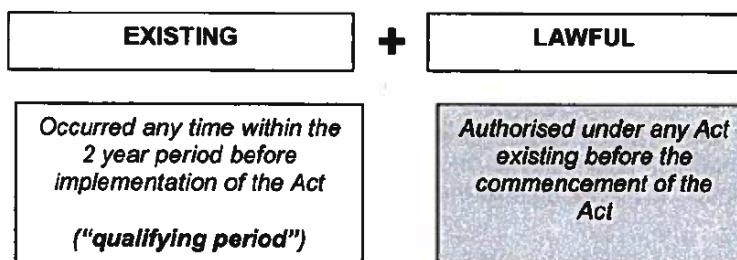 EXISTING + LAWFUL
Occurred any time within the
2 year period before
implementation of the Act
("qualifying period")
Authorised under any Act
existing before the
commencement of the
Act